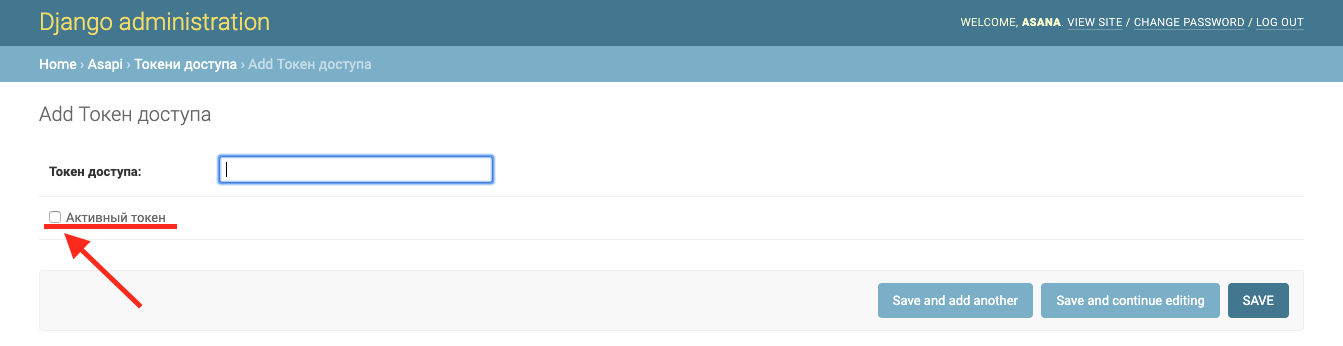 Django administration
WELCOME, ASANA. VIEW SITE / CHANGE PASSWORD / LOG OUT
Home › Asapi › Токени доступа › Add Токен доступа
Add Токен доступа
Токен доступа:
Активный токен
Save and add another
Save and continue editing
SAVE